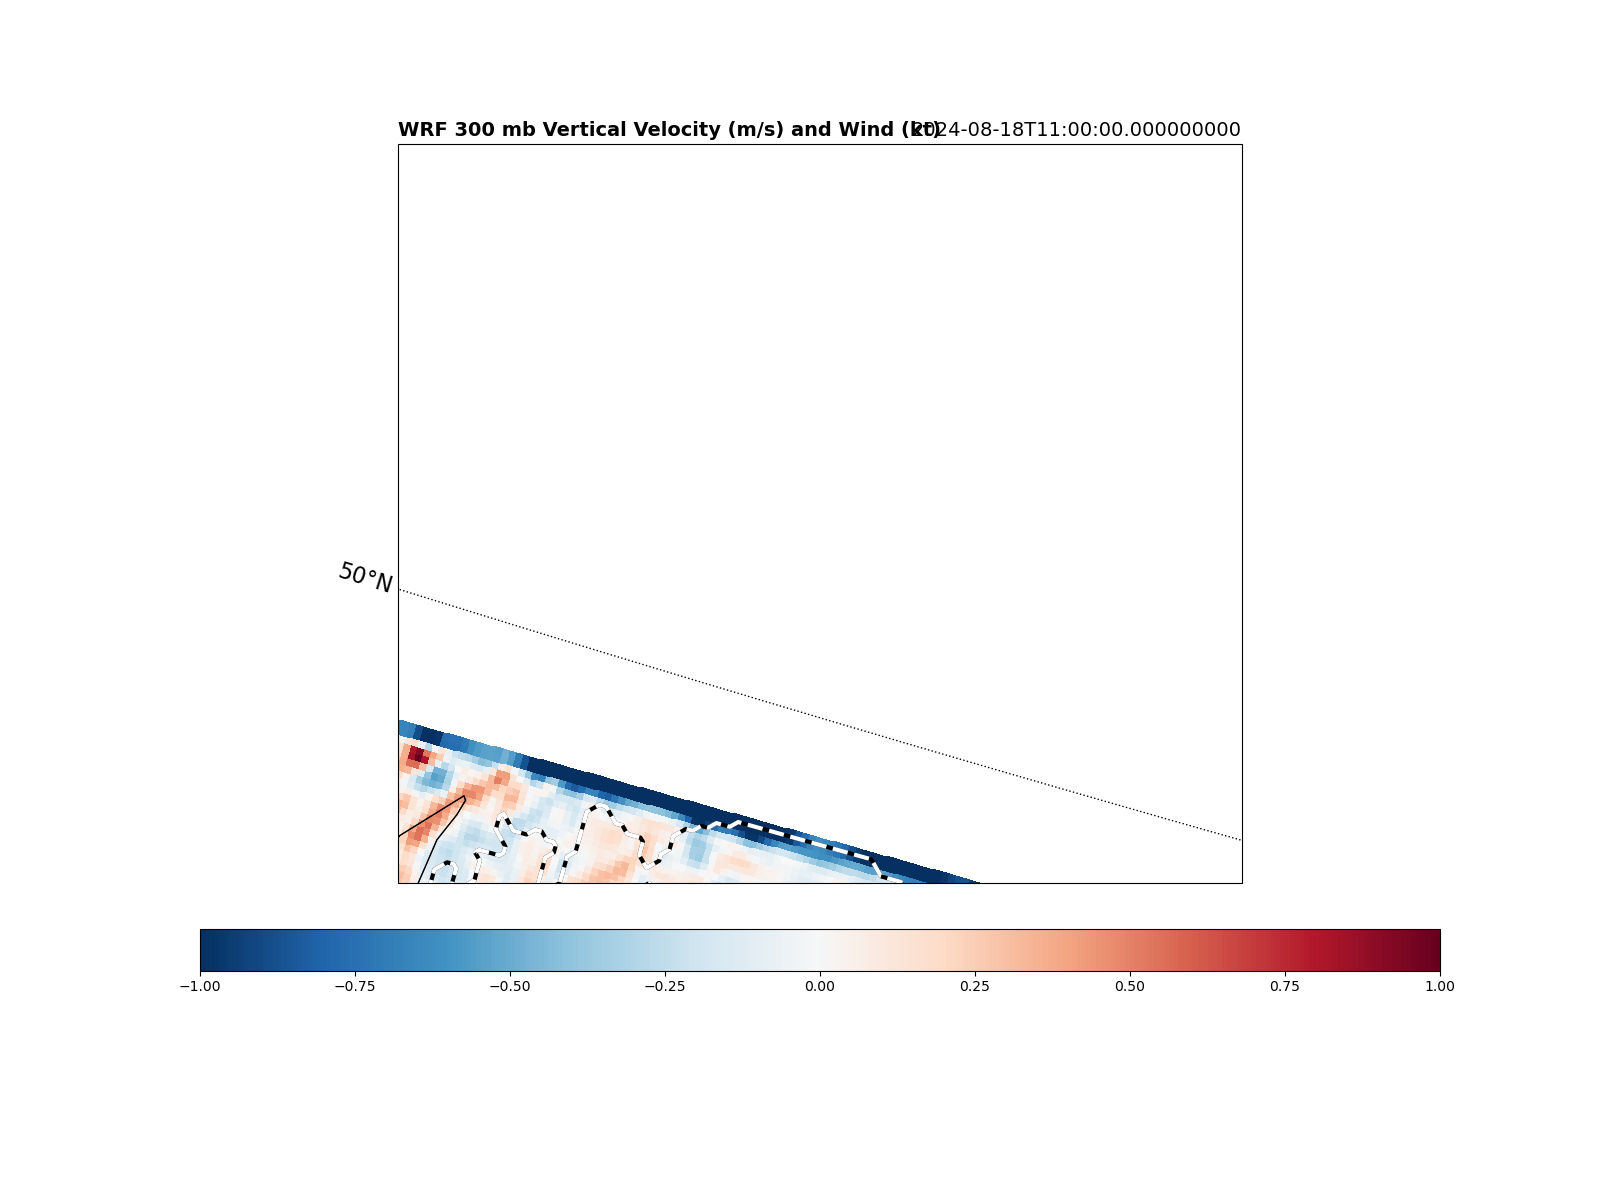 WRF 300 mb Vertical Velocity (m/s) and Wind (kt)
2024-08-18T11:00:00.000000000
50°N
−1.00 −0.75 −0.50 −0.25 0.00 0.25 0.50 0.75 1.00